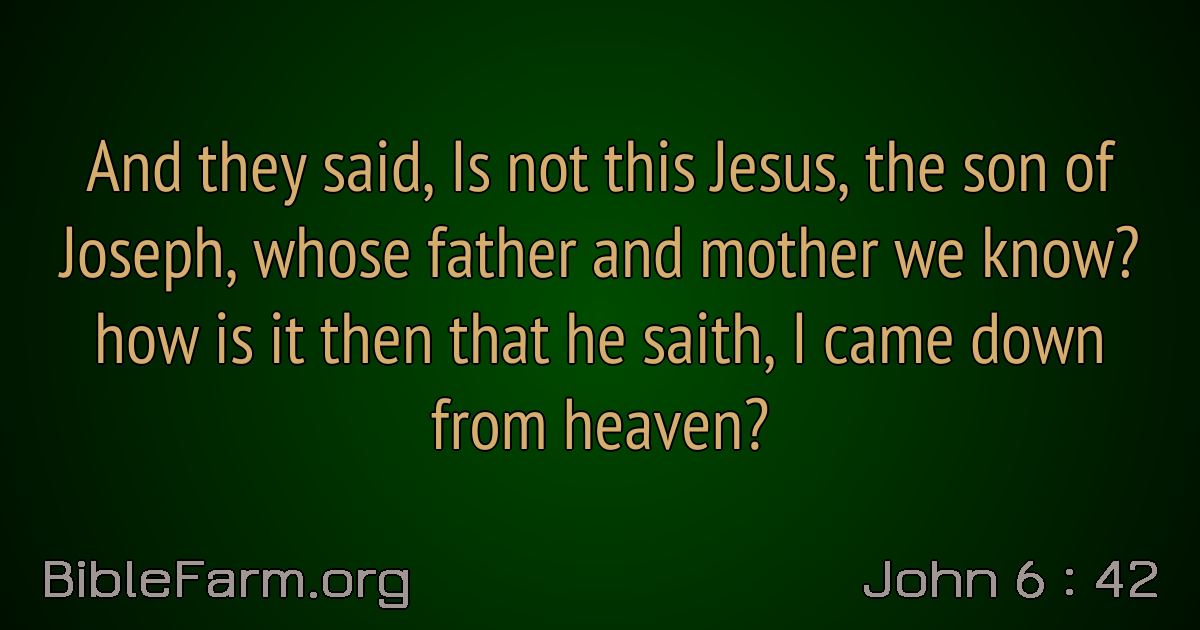 And they said, Is not this Jesus, the son of
Joseph, whose father and mother we know?
how is it then that he saith, I came down
from heaven?
BibleFarm.org
John 6 : 42